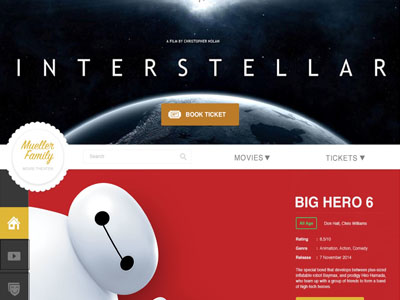 A FILM BY CHRISTOPHER NOLAN
INTERSTELLAR
BOOK TICKET
Mueller
Family
MOVIE THEATER
Search
MOVIES ▼
TICKETS ▼
BIG HERO 6
All Age
Don Hall, Chris Williams
Rating : 8.5/10
Genre : Animation, Action, Comedy
Release : 7 November 2014
The special bond that develops between plus-sized
inflatable robot Baymax, and prodigy Hiro Hamada,
who team up with a group of friends to form a band
of high-tech heroes.